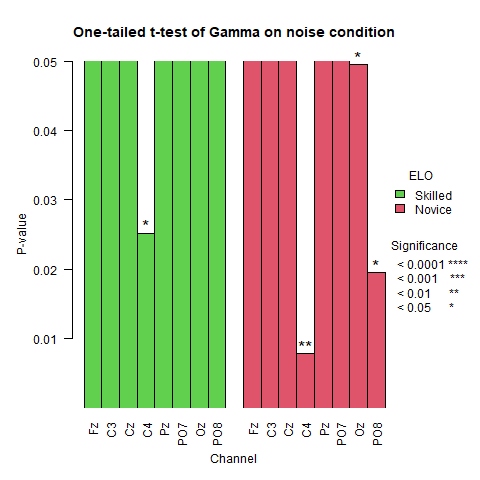 One-tailed t-test of Gamma on noise condition
P-value
0.05
0.04
0.03
0.02
0.01
*
**
*
*
Fz C3 Cz C4 Pz PO7 Oz PO8 Fz C3 Cz C4 Pz PO7 Oz PO8
Channel
ELO
Skilled
Novice
Significance
< 0.0001 ****
< 0.001 ***
< 0.01 **
< 0.05 *